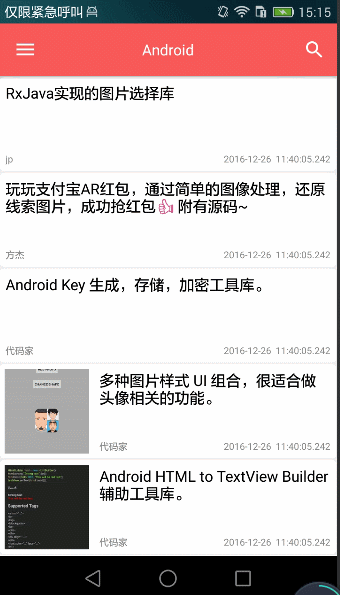 仅限紧急呼叫 15:15
Android
RxJava实现的图片选择库
jp 2016-12-26 11:40:05.242
玩玩支付宝AR红包，通过简单的图像处理，还原
线索图片，成功抢红包👍 附有源码~
方杰 2016-12-26 11:40:05.242
Android Key 生成，存储，加密工具库。
代码家 2016-12-26 11:40:05.242
多种图片样式 UI 组合，很适合做
头像相关的功能。
代码家 2016-12-26 11:40:05.242
Supported Tags
Android HTML to TextView Builder
辅助工具库。
代码家 2016-12-26 11:40:05.242